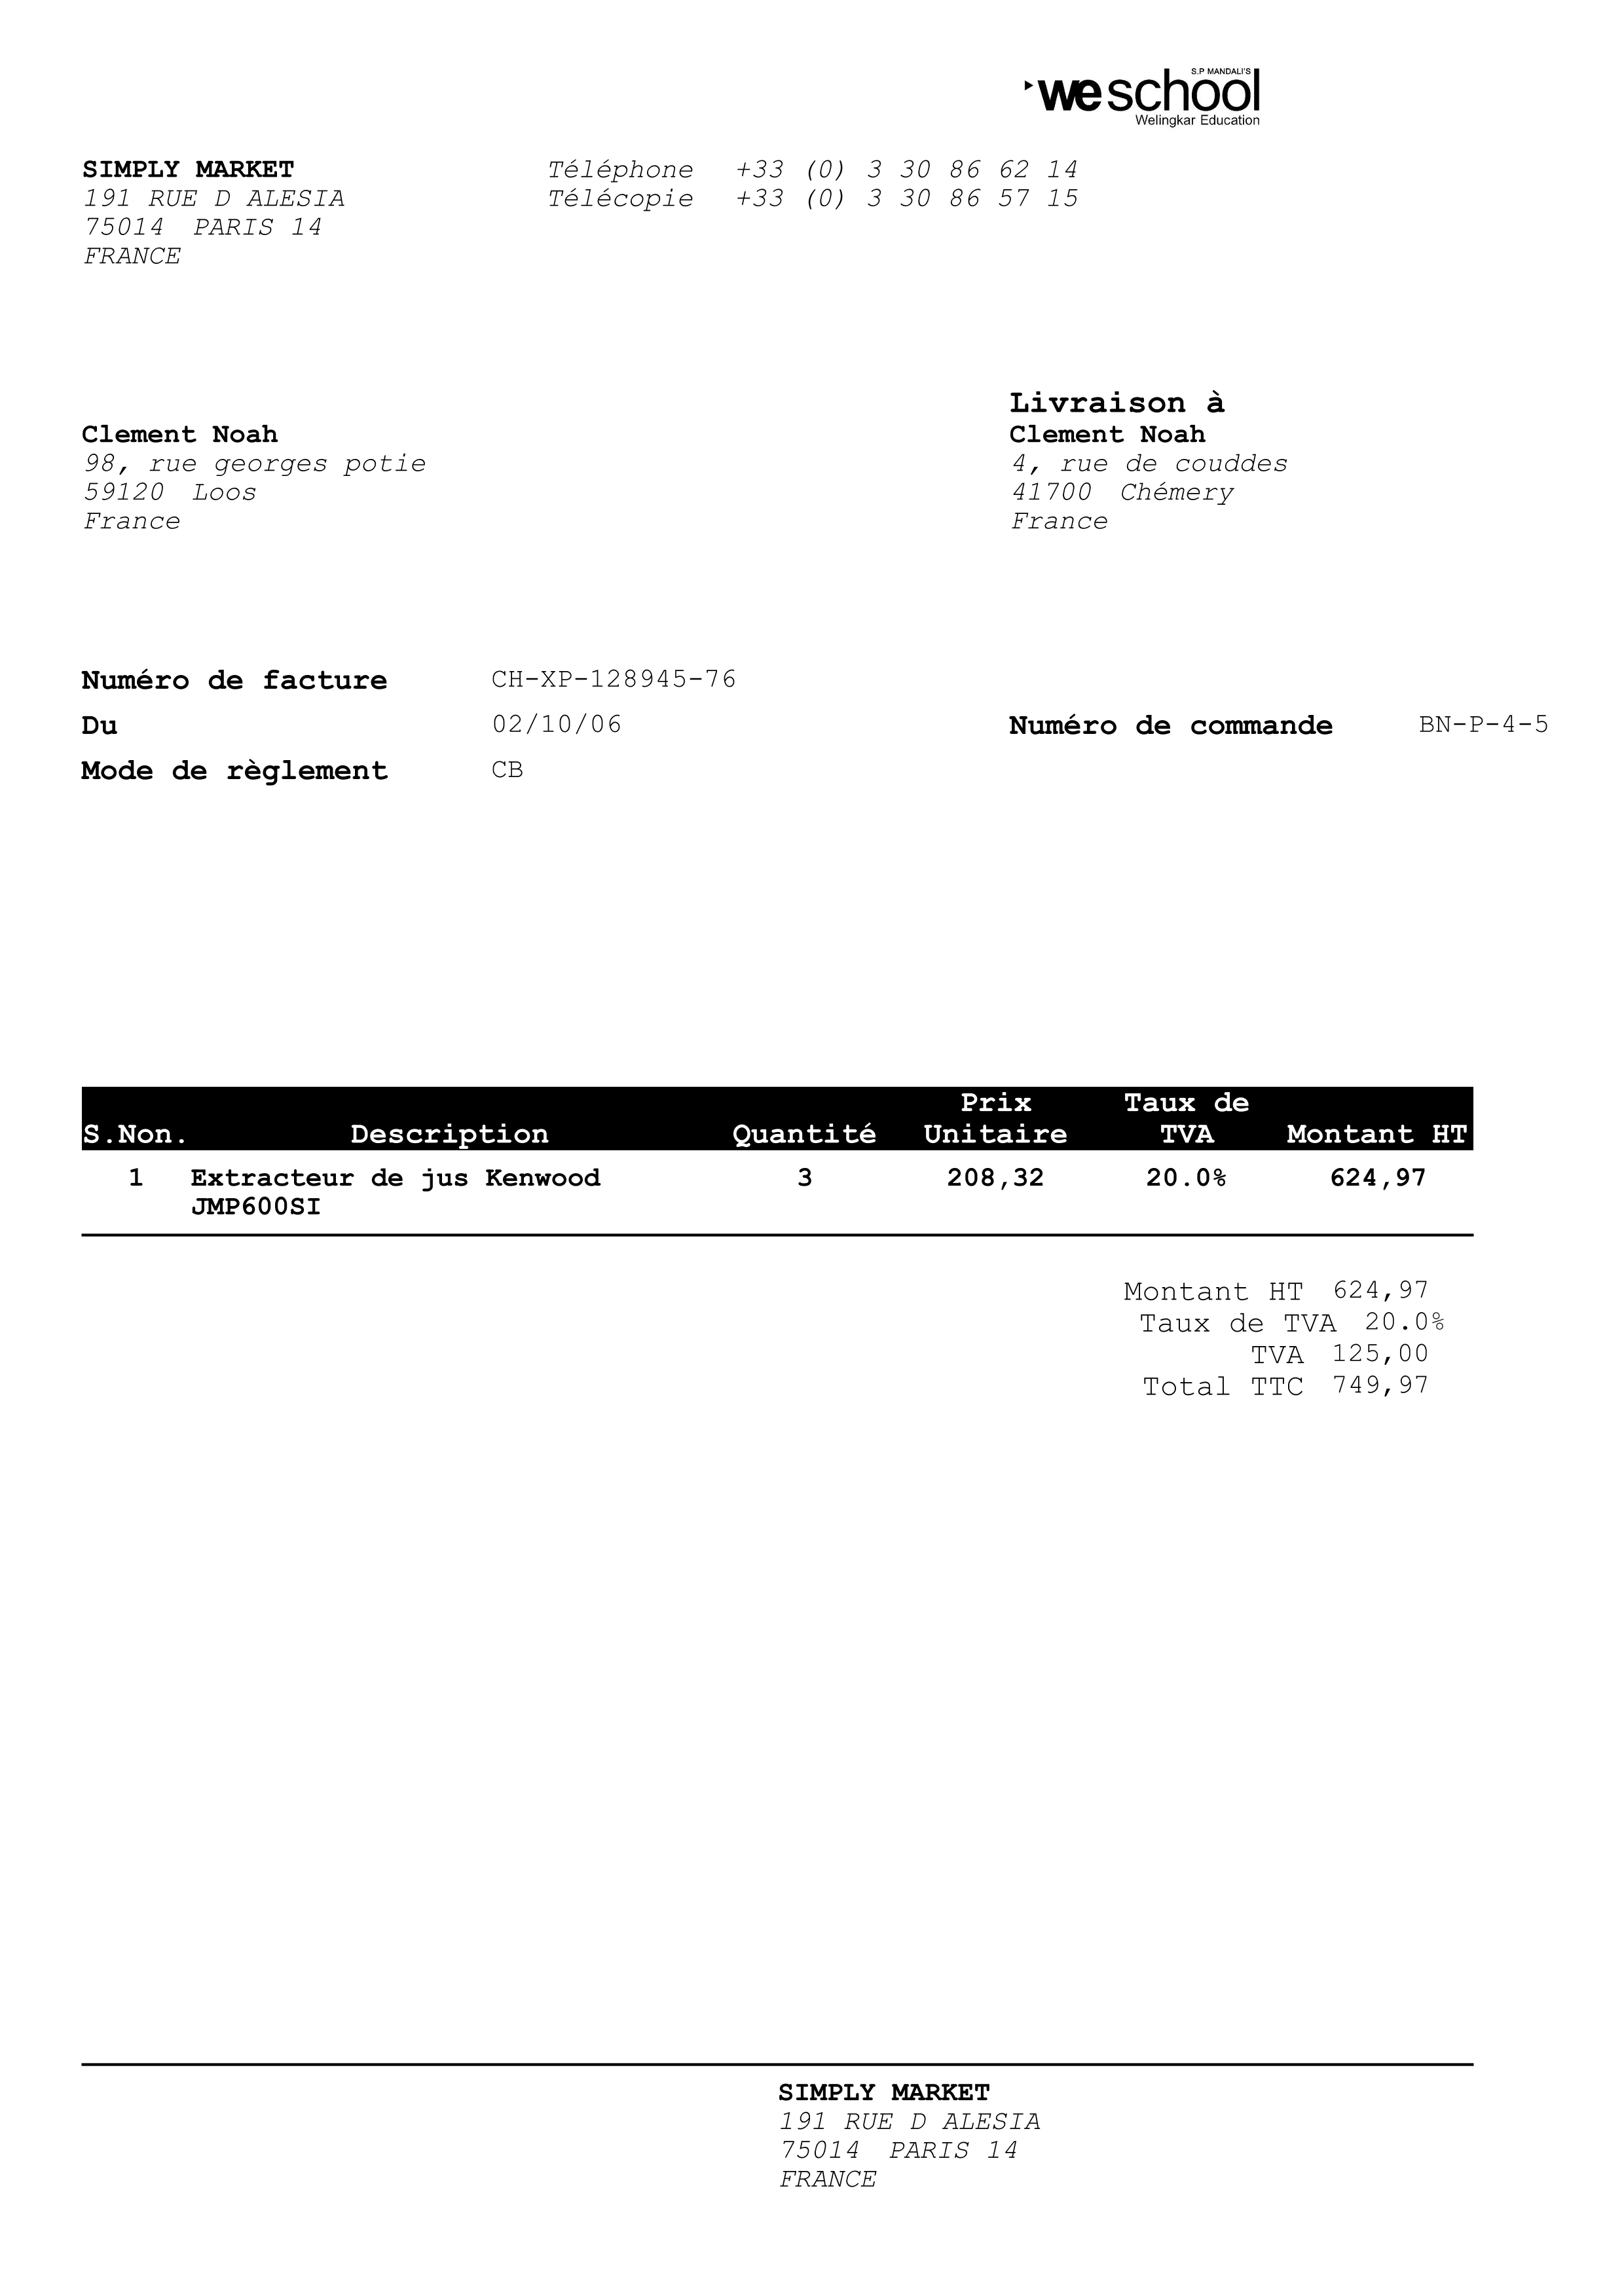 S.P MANDALI'S
weschool
Welingkar Education
SIMPLY MARKET
191 RUE D ALESIA
75014 PARIS 14
FRANCE
Téléphone +33 (0) 3 30 86 62 14
Télécopie +33 (0) 3 30 86 57 15
Clement Noah
98, rue georges potie
59120 Loos
France
Livraison à
Clement Noah
4, rue de couddes
41700 Chémery
France
Numéro de facture CH-XP-128945-76
Du 02/10/06
Numéro de commande BN-P-4-5
Mode de règlement CB
S.Non. Description Quantité Prix Unitaire Taux de TVA Montant HT
1 Extracteur de jus Kenwood 3 208,32 20.0% 624,97
JMP600SI
Montant HT 624,97
Taux de TVA 20.0%
TVA 125,00
Total TTC 749,97
SIMPLY MARKET
191 RUE D ALESIA
75014 PARIS 14
FRANCE